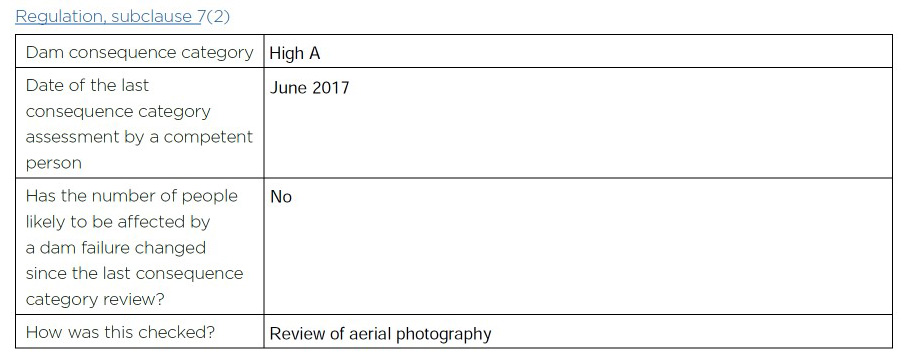 Regulation, subclause 7(2)
Dam consequence category High A
Date of the last June 2017
consequence category
assessment by a competent
person
Has the number of people No
likely to be affected by
a dam failure changed
since the last consequence
category review?
How was this checked? Review of aerial photography